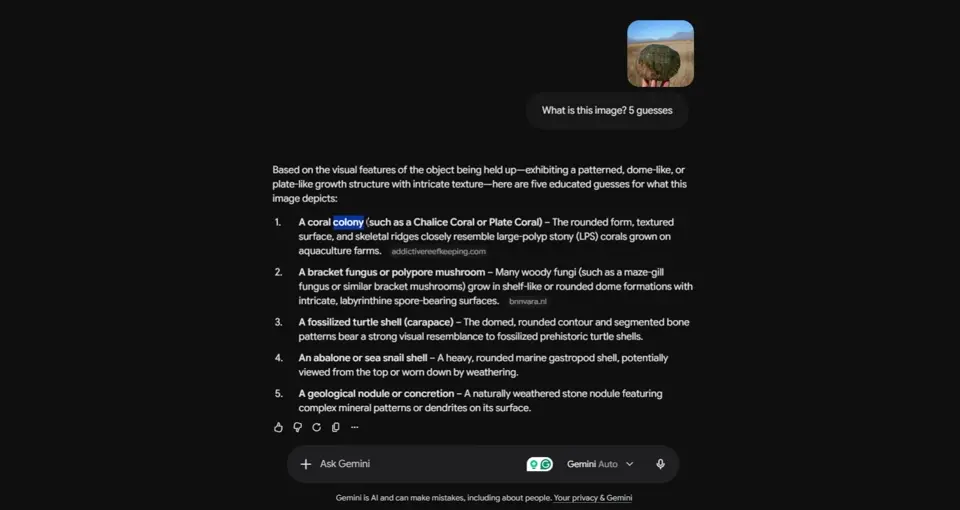 What is this image? 5 guesses
Based on the visual features of the object being held up—exhibiting a patterned, dome-like, or
plate-like growth structure with intricate texture—here are five educated guesses for what this
image depicts:
1. A coral colony (such as a Chalice Coral or Plate Coral) – The rounded form, textured
surface, and skeletal ridges closely resemble large-polyp stony (LPS) corals grown on
aquaculture farms. addictivereefkeeping.com
2. A bracket fungus or polypore mushroom – Many woody fungi (such as a maze-gill
fungus or similar bracket mushrooms) grow in shelf-like or rounded dome formations with
intricate, labyrinthine spore-bearing surfaces. bnnvara.nl
3. A fossilized turtle shell (carapace) – The domed, rounded contour and segmented bone
patterns bear a strong visual resemblance to fossilized prehistoric turtle shells.
4. An abalone or sea snail shell – A heavy, rounded marine gastropod shell, potentially
viewed from the top or worn down by weathering.
5. A geological nodule or concretion – A naturally weathered stone nodule featuring
complex mineral patterns or dendrites on its surface.
Ask Gemini
Gemini Auto
Gemini is AI and can make mistakes, including about people. Your privacy & Gemini